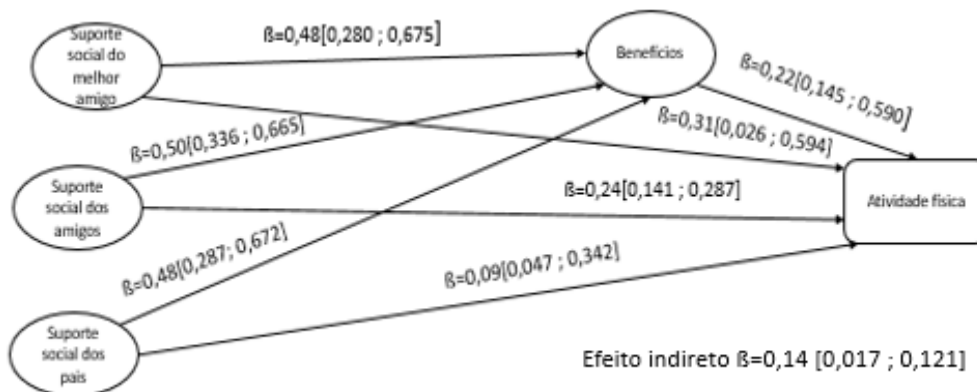 Suporte
social do
melhor
amigo
ß=0,48[0,280 ; 0,675]
Benefícios
ß=0,22[0,145 ; 0,590]
ß=0,31[0,026 ; 0,594]
ß=0,50[0,336 ; 0,665]
Suporte
social dos
amigos
ß=0,24[0,141 ; 0,287]
Atividade física
ß=0,48[0,287; 0,672]
ß=0,09[0,047 ; 0,342]
Suporte
social dos
pais
Efeito indireto ß=0,14 [0,017 ; 0,121]